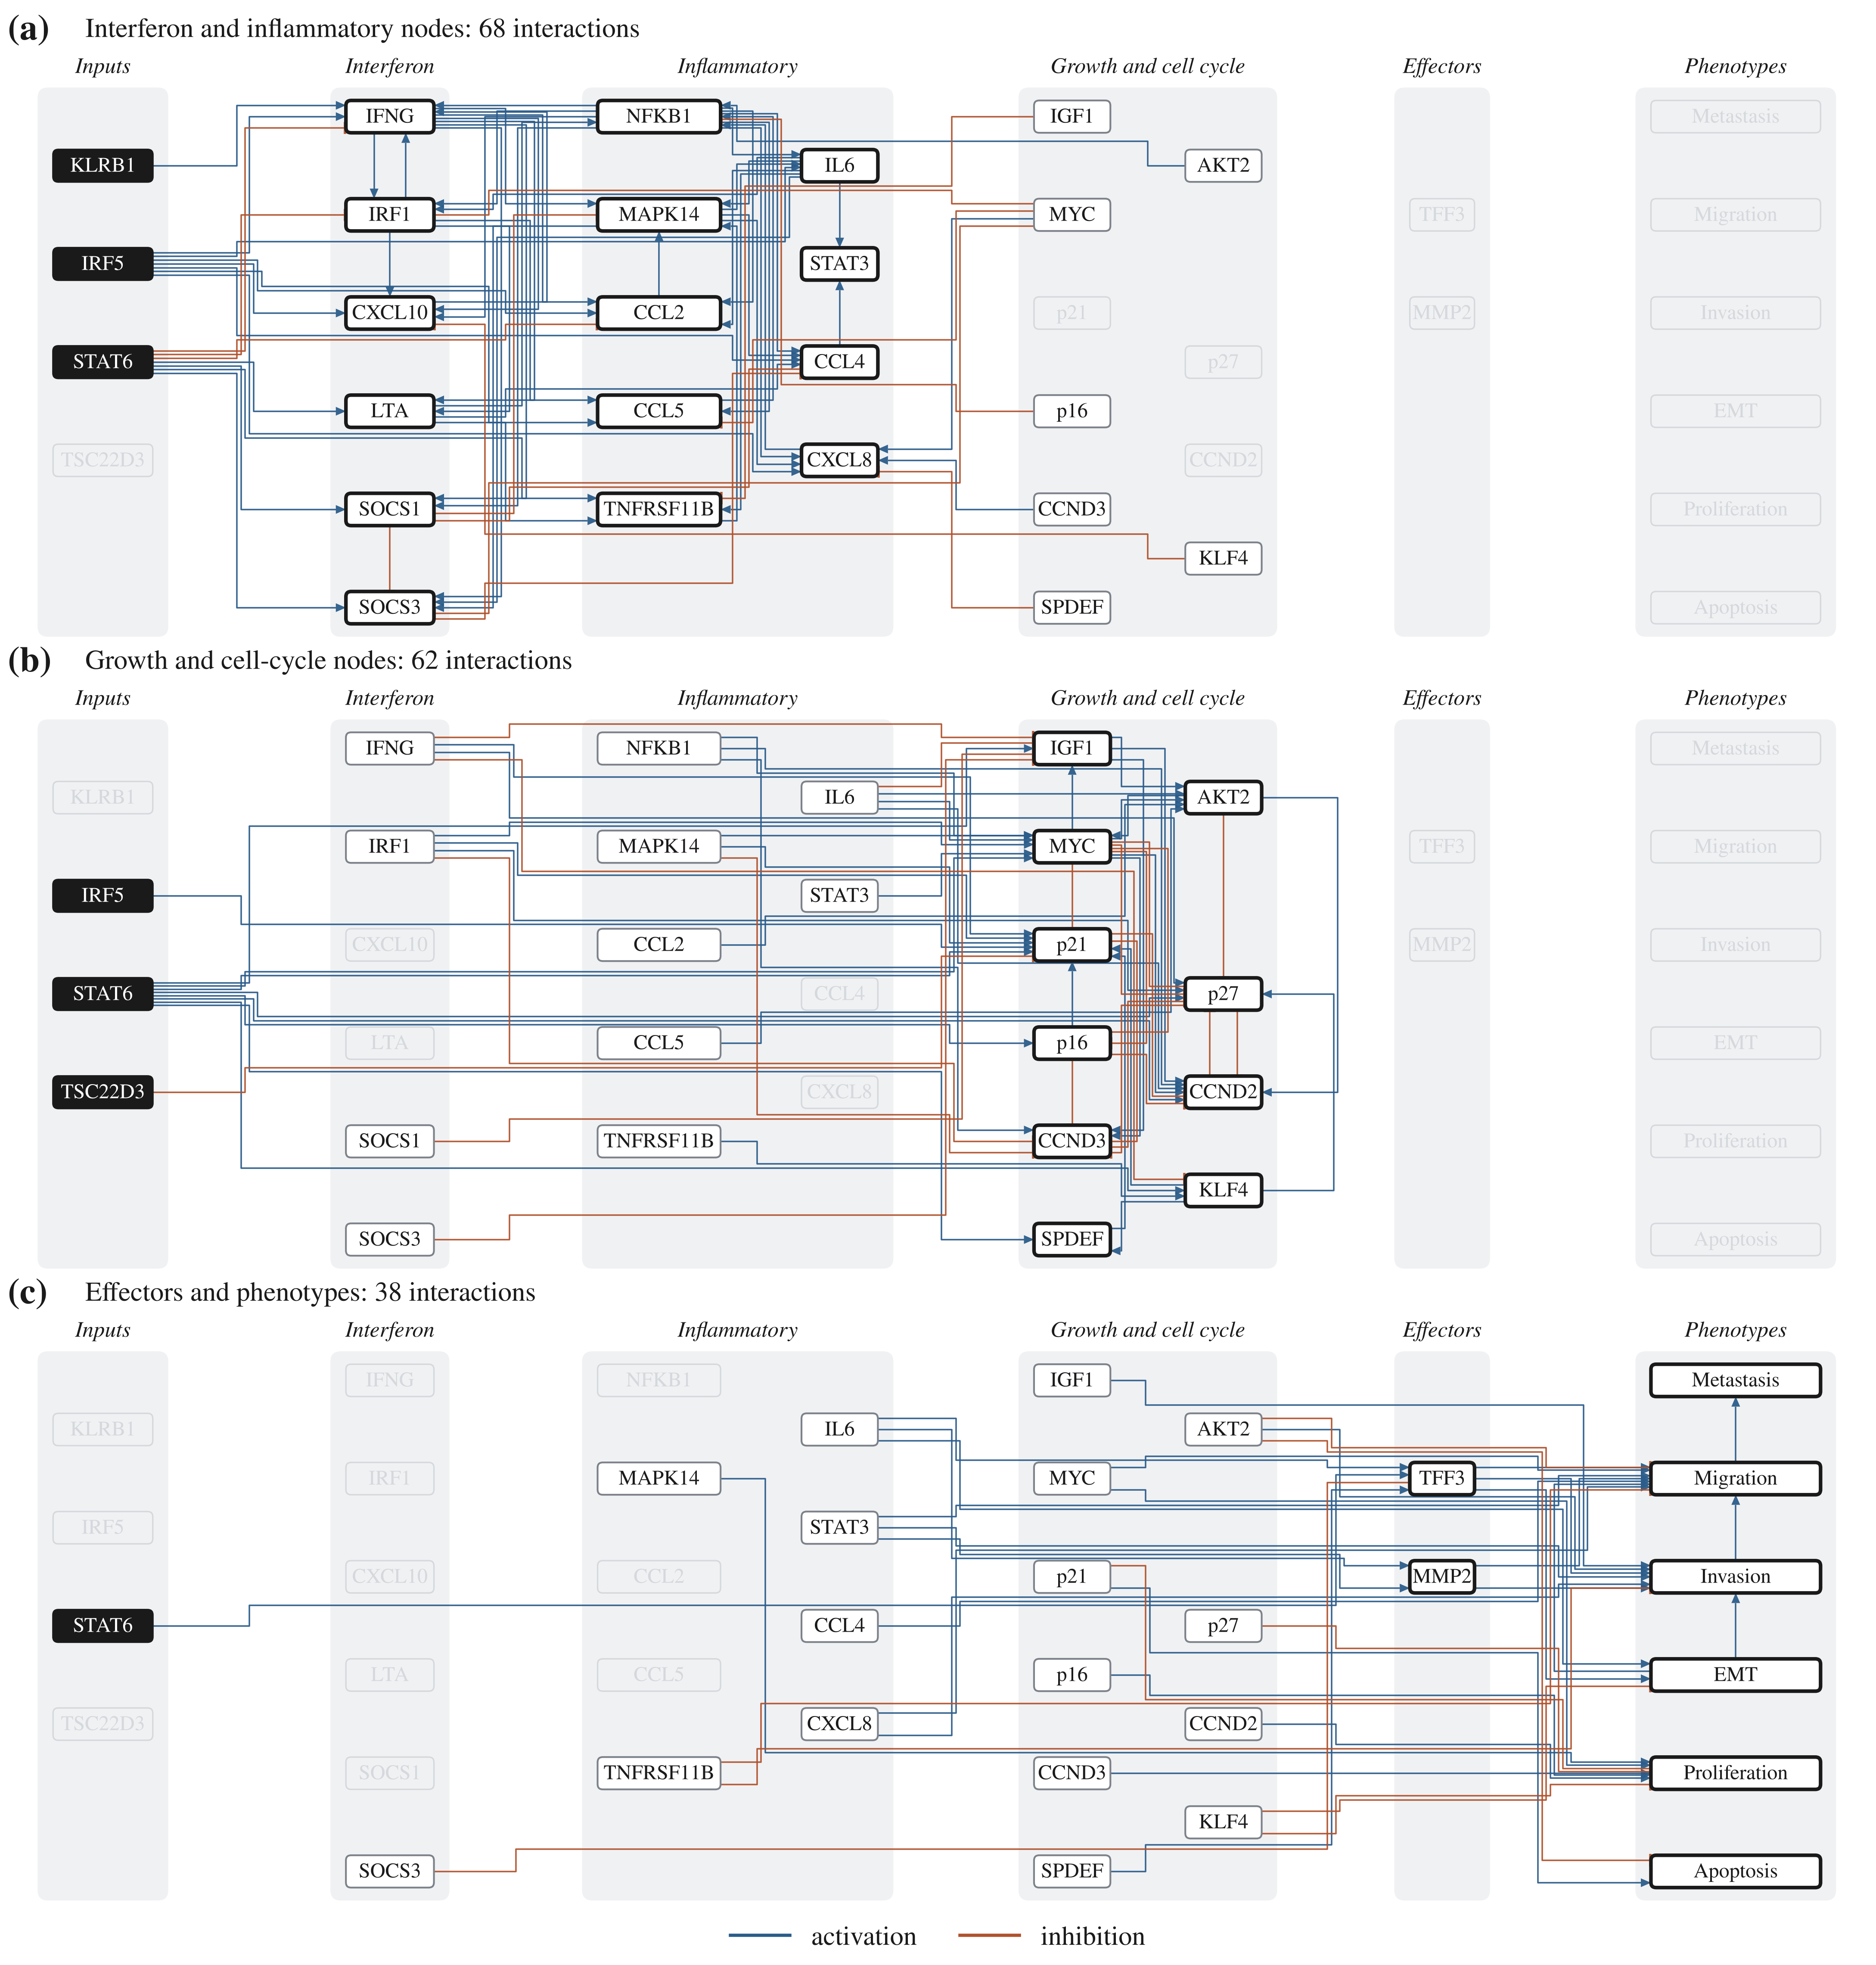 (a) Interferon and inflammatory nodes: 68 interactions
Inputs Interferon Inflammatory Growth and cell cycle Effectors Phenotypes
IFNG NFKB1 IGF1 Metastasis
KLRB1 IL6 AKT2
IRF1 MAPK14 MYC TFF3 Migration
IRF5 STAT3
CXCL10 CCL2 p21 MMP2 Invasion
STAT6 CCL4 p27
LTA CCL5 p16 EMT
TSC22D3 CXCL8 CCND2
SOCS1 TNFRSF11B CCND3 Proliferation
KLF4
SOCS3 SPDEF Apoptosis
(b) Growth and cell-cycle nodes: 62 interactions
Inputs Interferon Inflammatory Growth and cell cycle Effectors Phenotypes
IFNG NFKB1 IGF1 Metastasis
KLRB1 IL6 AKT2
IRF1 MAPK14 MYC TFF3 Migration
IRF5 STAT3
CXCL10 CCL2 p21 MMP2 Invasion
STAT6 CCL4 p27
LTA CCL5 p16 EMT
TSC22D3 CXCL8 CCND2
SOCS1 TNFRSF11B CCND3 Proliferation
KLF4
SOCS3 SPDEF Apoptosis
(c) Effectors and phenotypes: 38 interactions
Inputs Interferon Inflammatory Growth and cell cycle Effectors Phenotypes
IFNG NFKB1 IGF1 Metastasis
KLRB1 IL6 AKT2
IRF1 MAPK14 MYC TFF3 Migration
IRF5 STAT3
CXCL10 CCL2 p21 MMP2 Invasion
STAT6 CCL4 p27
LTA CCL5 p16 EMT
TSC22D3 CXCL8 CCND2
SOCS1 TNFRSF11B CCND3 Proliferation
KLF4
SOCS3 SPDEF Apoptosis
activation inhibition